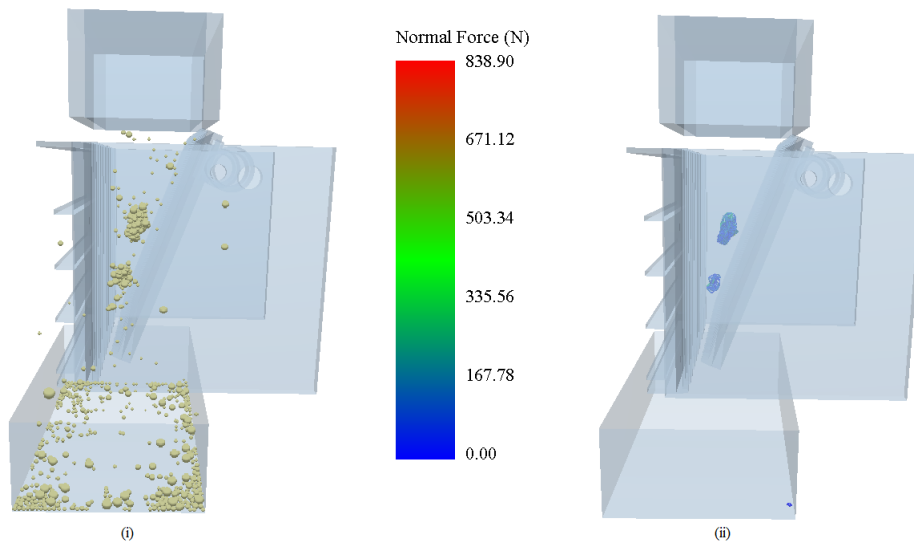 Normal Force (N)
838.90
671.12
503.34
335.56
167.78
0.00
(i)
(ii)